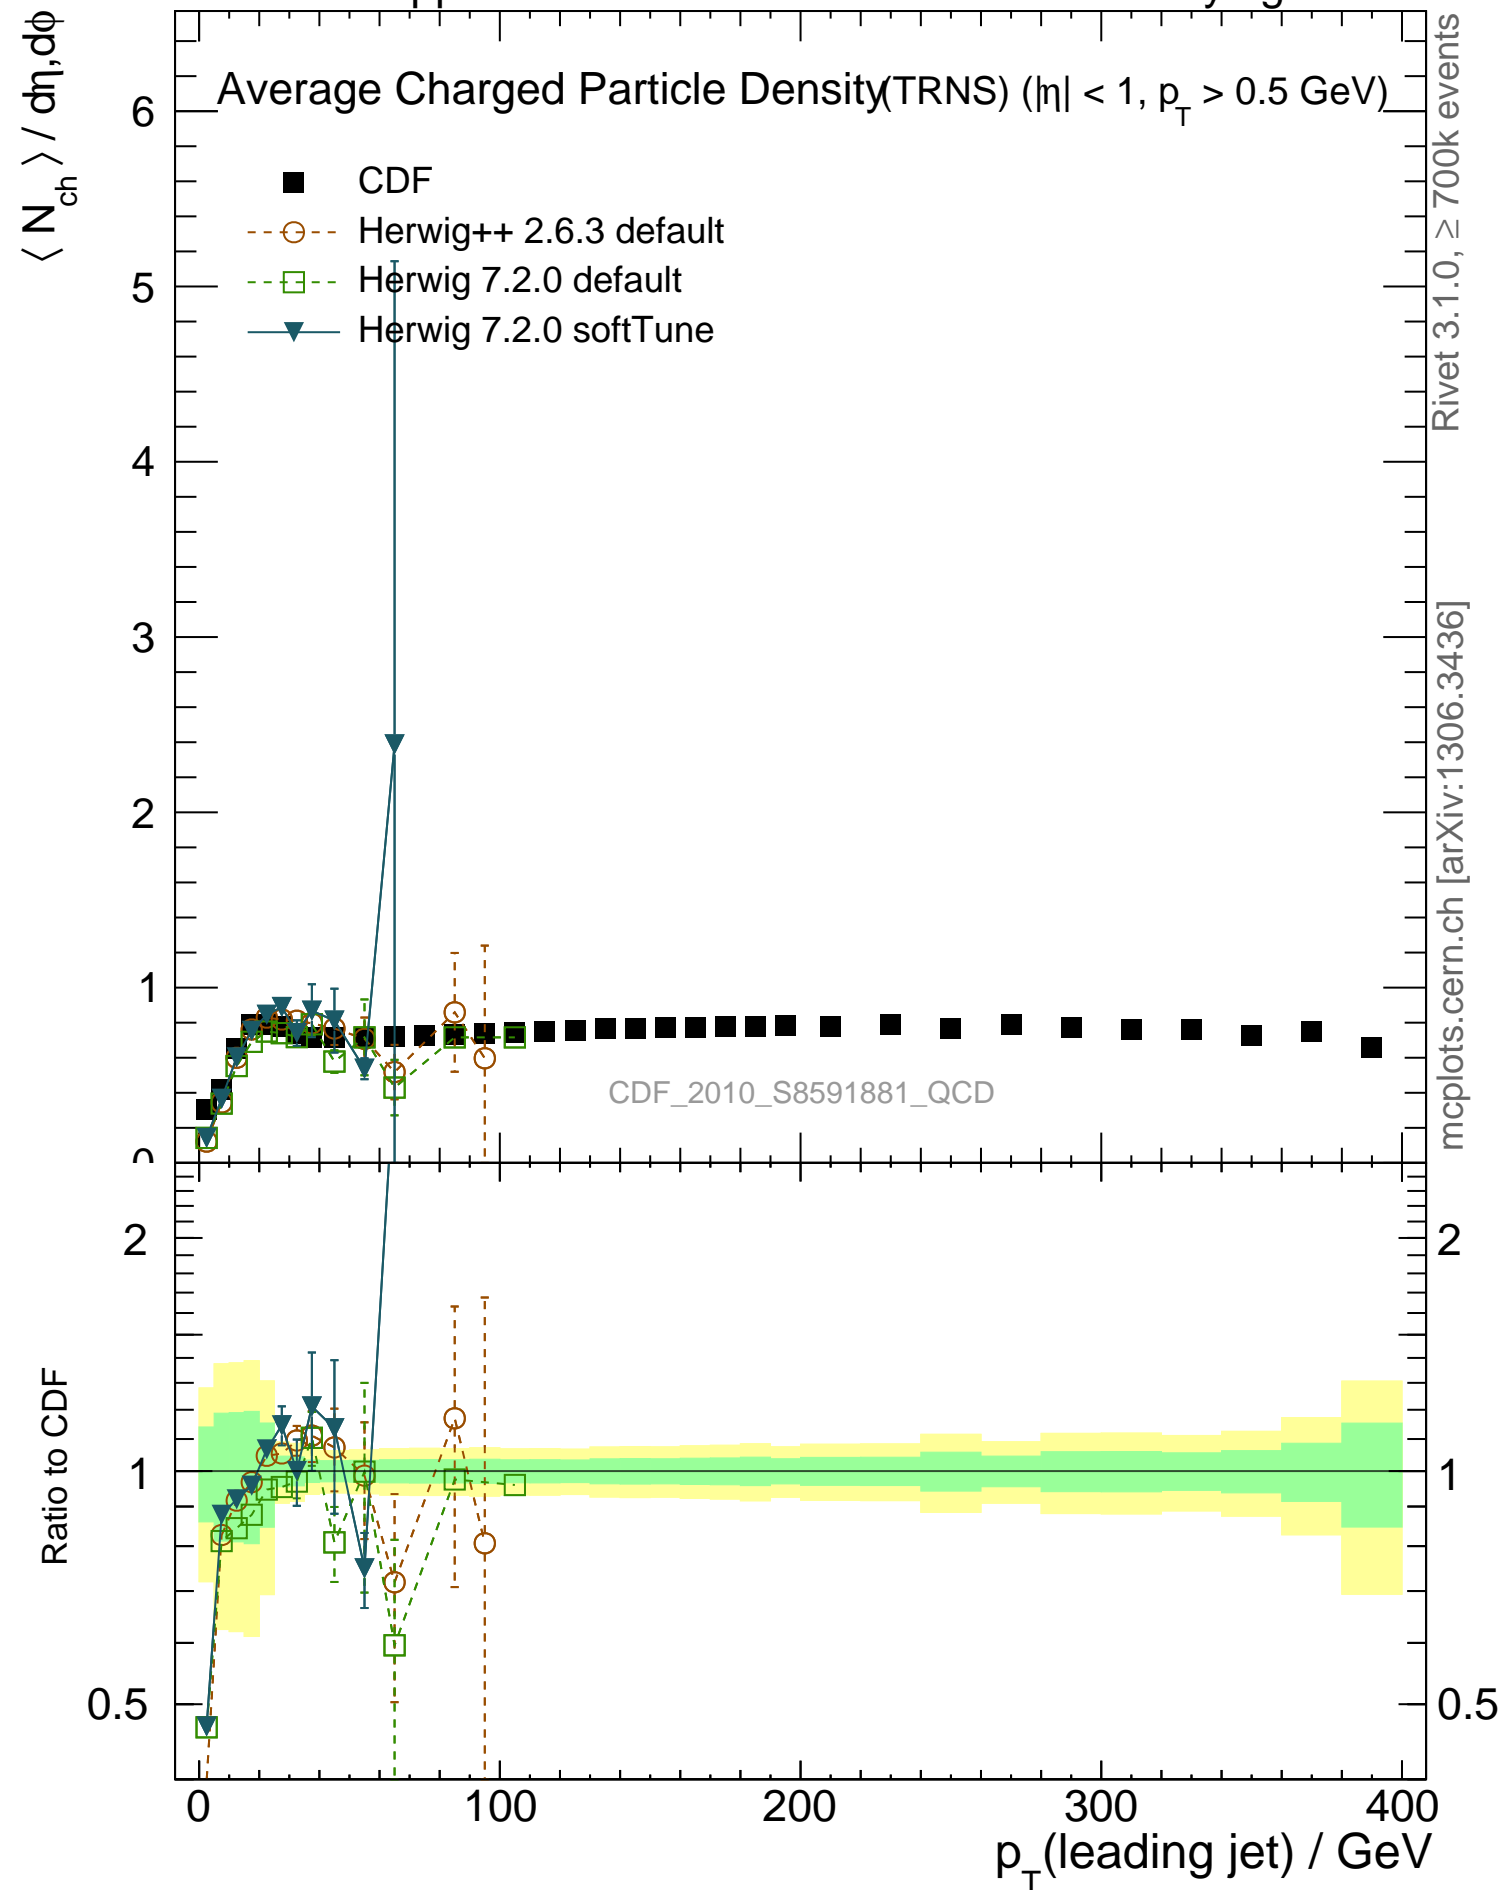 Average Charged Particle Density (TRNS) (|η| < 1, p_T > 0.5 GeV)
⟨ N_ch ⟩ / dη,dϕ
CDF
Herwig++ 2.6.3 default
Herwig 7.2.0 default
Herwig 7.2.0 softTune
6
5
4
3
2
1
0
CDF_2010_S8591881_QCD
Rivet 3.1.0, ≥ 700k events
mcplots.cern.ch [arXiv:1306.3436]
Ratio to CDF
2
1
0.5
2
1
0.5
0 100 200 300 400
p_T(leading jet) / GeV